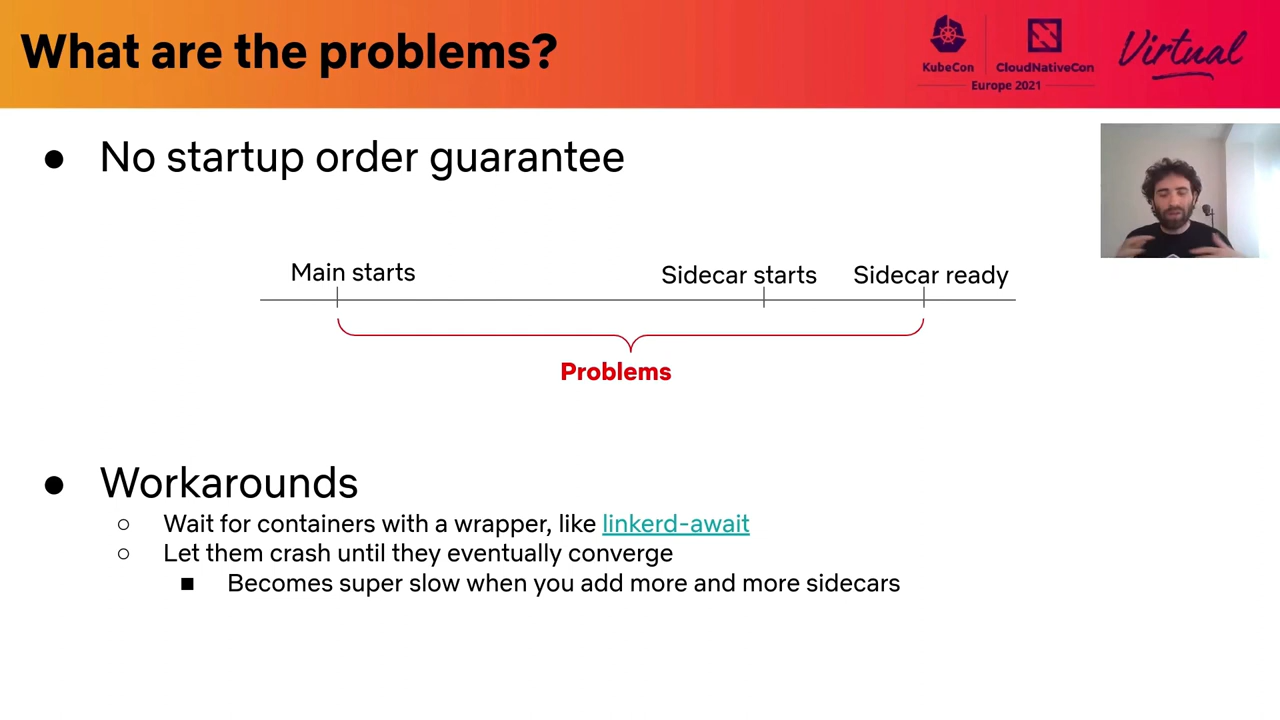 What are the problems?
KubeCon
CloudNativeCon
Europe 2021
Virtual
● No startup order guarantee
Main starts
Sidecar starts
Sidecar ready
Problems
● Workarounds
○ Wait for containers with a wrapper, like linkerd-await
○ Let them crash until they eventually converge
■ Becomes super slow when you add more and more sidecars